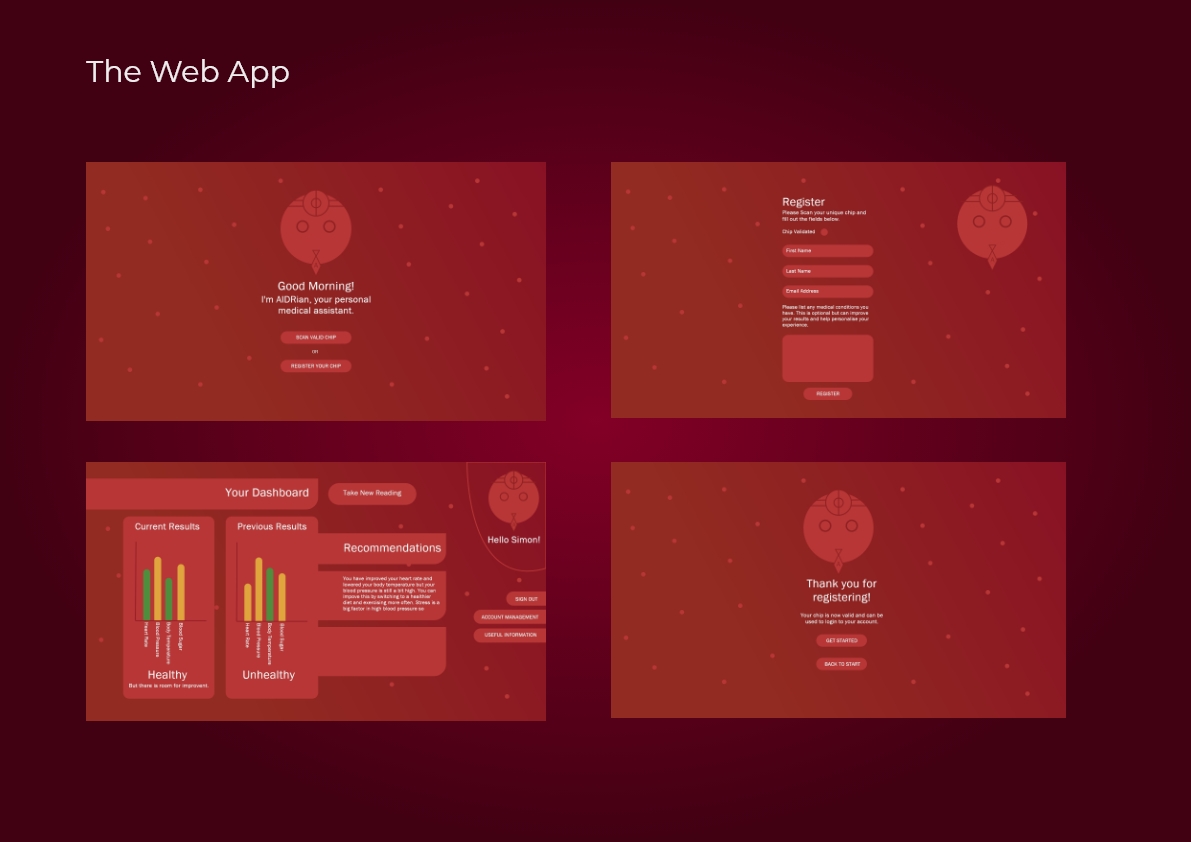 The Web App
Good Morning!
I'm AIDRian, your personal
medical assistant.
SCAN VALID CHIP
OR
REGISTER YOUR CHIP
Register
Please Scan your unique chip and
fill out the fields below.
Chip Validated
First Name
Last Name
Email Address
Please list any medical conditions you
have. This is optional but can improve
your results and help personalise your
experience.
REGISTER
Your Dashboard
Take New Reading
Current Results
Heart Rate
Blood Pressure
Body Temperature
Blood Sugar
Healthy
But there is room for improvent.
Previous Results
Heart Rate
Blood Pressure
Body Temperature
Blood Sugar
Unhealthy
Recommendations
You have improved your heart rate and
lowered your body temperature but your
blood pressure is still a bit high. You can
impove this by switching to a healthier
diet and exercising more often. Stress is a
big factor in high blood pressure so
Hello Simon!
SIGN OUT
ACCOUNT MANAGEMENT
USEFUL INFORMATION
Thank you for
registering!
Your chip is now valid and can be
used to login to your account.
GET STARTED
BACK TO START